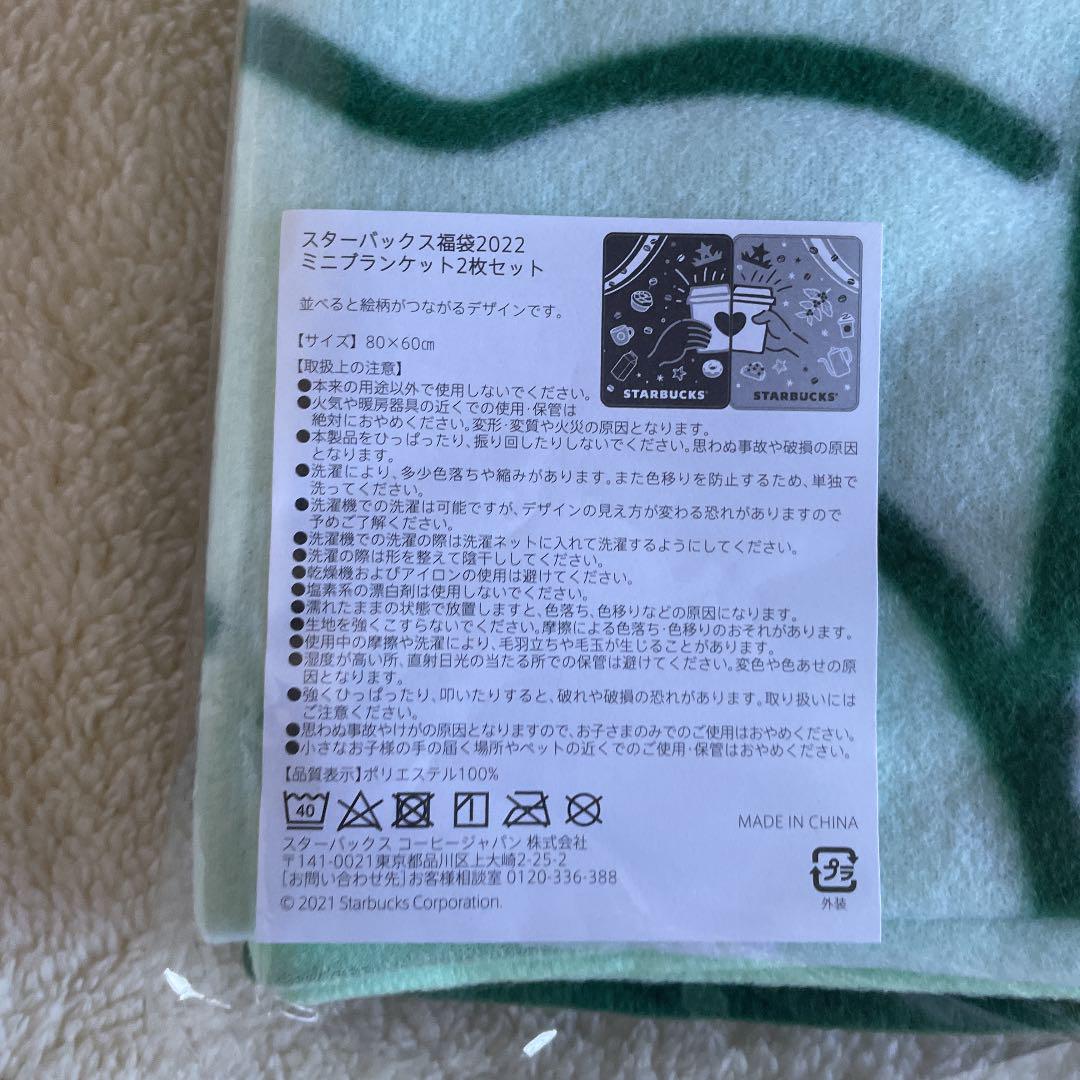 スターバックス福袋2022
ミニブランケット2枚セット
並べると絵柄がつながるデザインです。
STARBUCKS
STARBUCKS
【サイズ】80×60㎝
【取扱上の注意】
●本来の用途以外で使用しないでください。
●火気や暖房器具の近くでの使用・保管は
絶対におやめください。変形・変質や火災の原因となります。
●本製品をひっぱったり、振り回したりしないでください。思わぬ事故や破損の原因
となります。
●洗濯により、多少色落ちや縮みがあります。また色移りを防止するため、単独で
洗ってください。
●洗濯機での洗濯は可能ですが、デザインの見え方が変わる恐れがありますので
予めご了解ください。
●洗濯機での洗濯の際は洗濯ネットに入れて洗濯するようにしてください。
●洗濯の際は形を整えて陰干ししてください。
●乾燥機およびアイロンの使用は避けてください。
●塩素系の漂白剤は使用しないでください。
●濡れたままの状態で放置しますと、色落ち、色移りなどの原因になります。
●生地を強くこすらないでください。摩擦による色落ち・色移りのおそれがあります。
●使用中の摩擦や洗濯により、毛羽立ちや毛玉が生じることがあります。
●湿度が高い所、直射日光の当たる所での保管は避けてください。変色や色あせの原
因となります。
●強くひっぱったり、叩いたりすると、破れや破損の恐れがあります。取り扱いには
ご注意ください。
●思わぬ事故やけがの原因となりますので、お子さまのみでのご使用はおやめください。
●小さなお子様の手の届く場所やペットの近くでのご使用・保管はおやめください。
【品質表示】ポリエステル100%
40
MADE IN CHINA
スターバックス コーヒージャパン 株式会社
〒141-0021東京都品川区上大崎2-25-2
[お問い合わせ先]お客様相談室 0120-336-388
© 2021 Starbucks Corporation.
プラ
外装